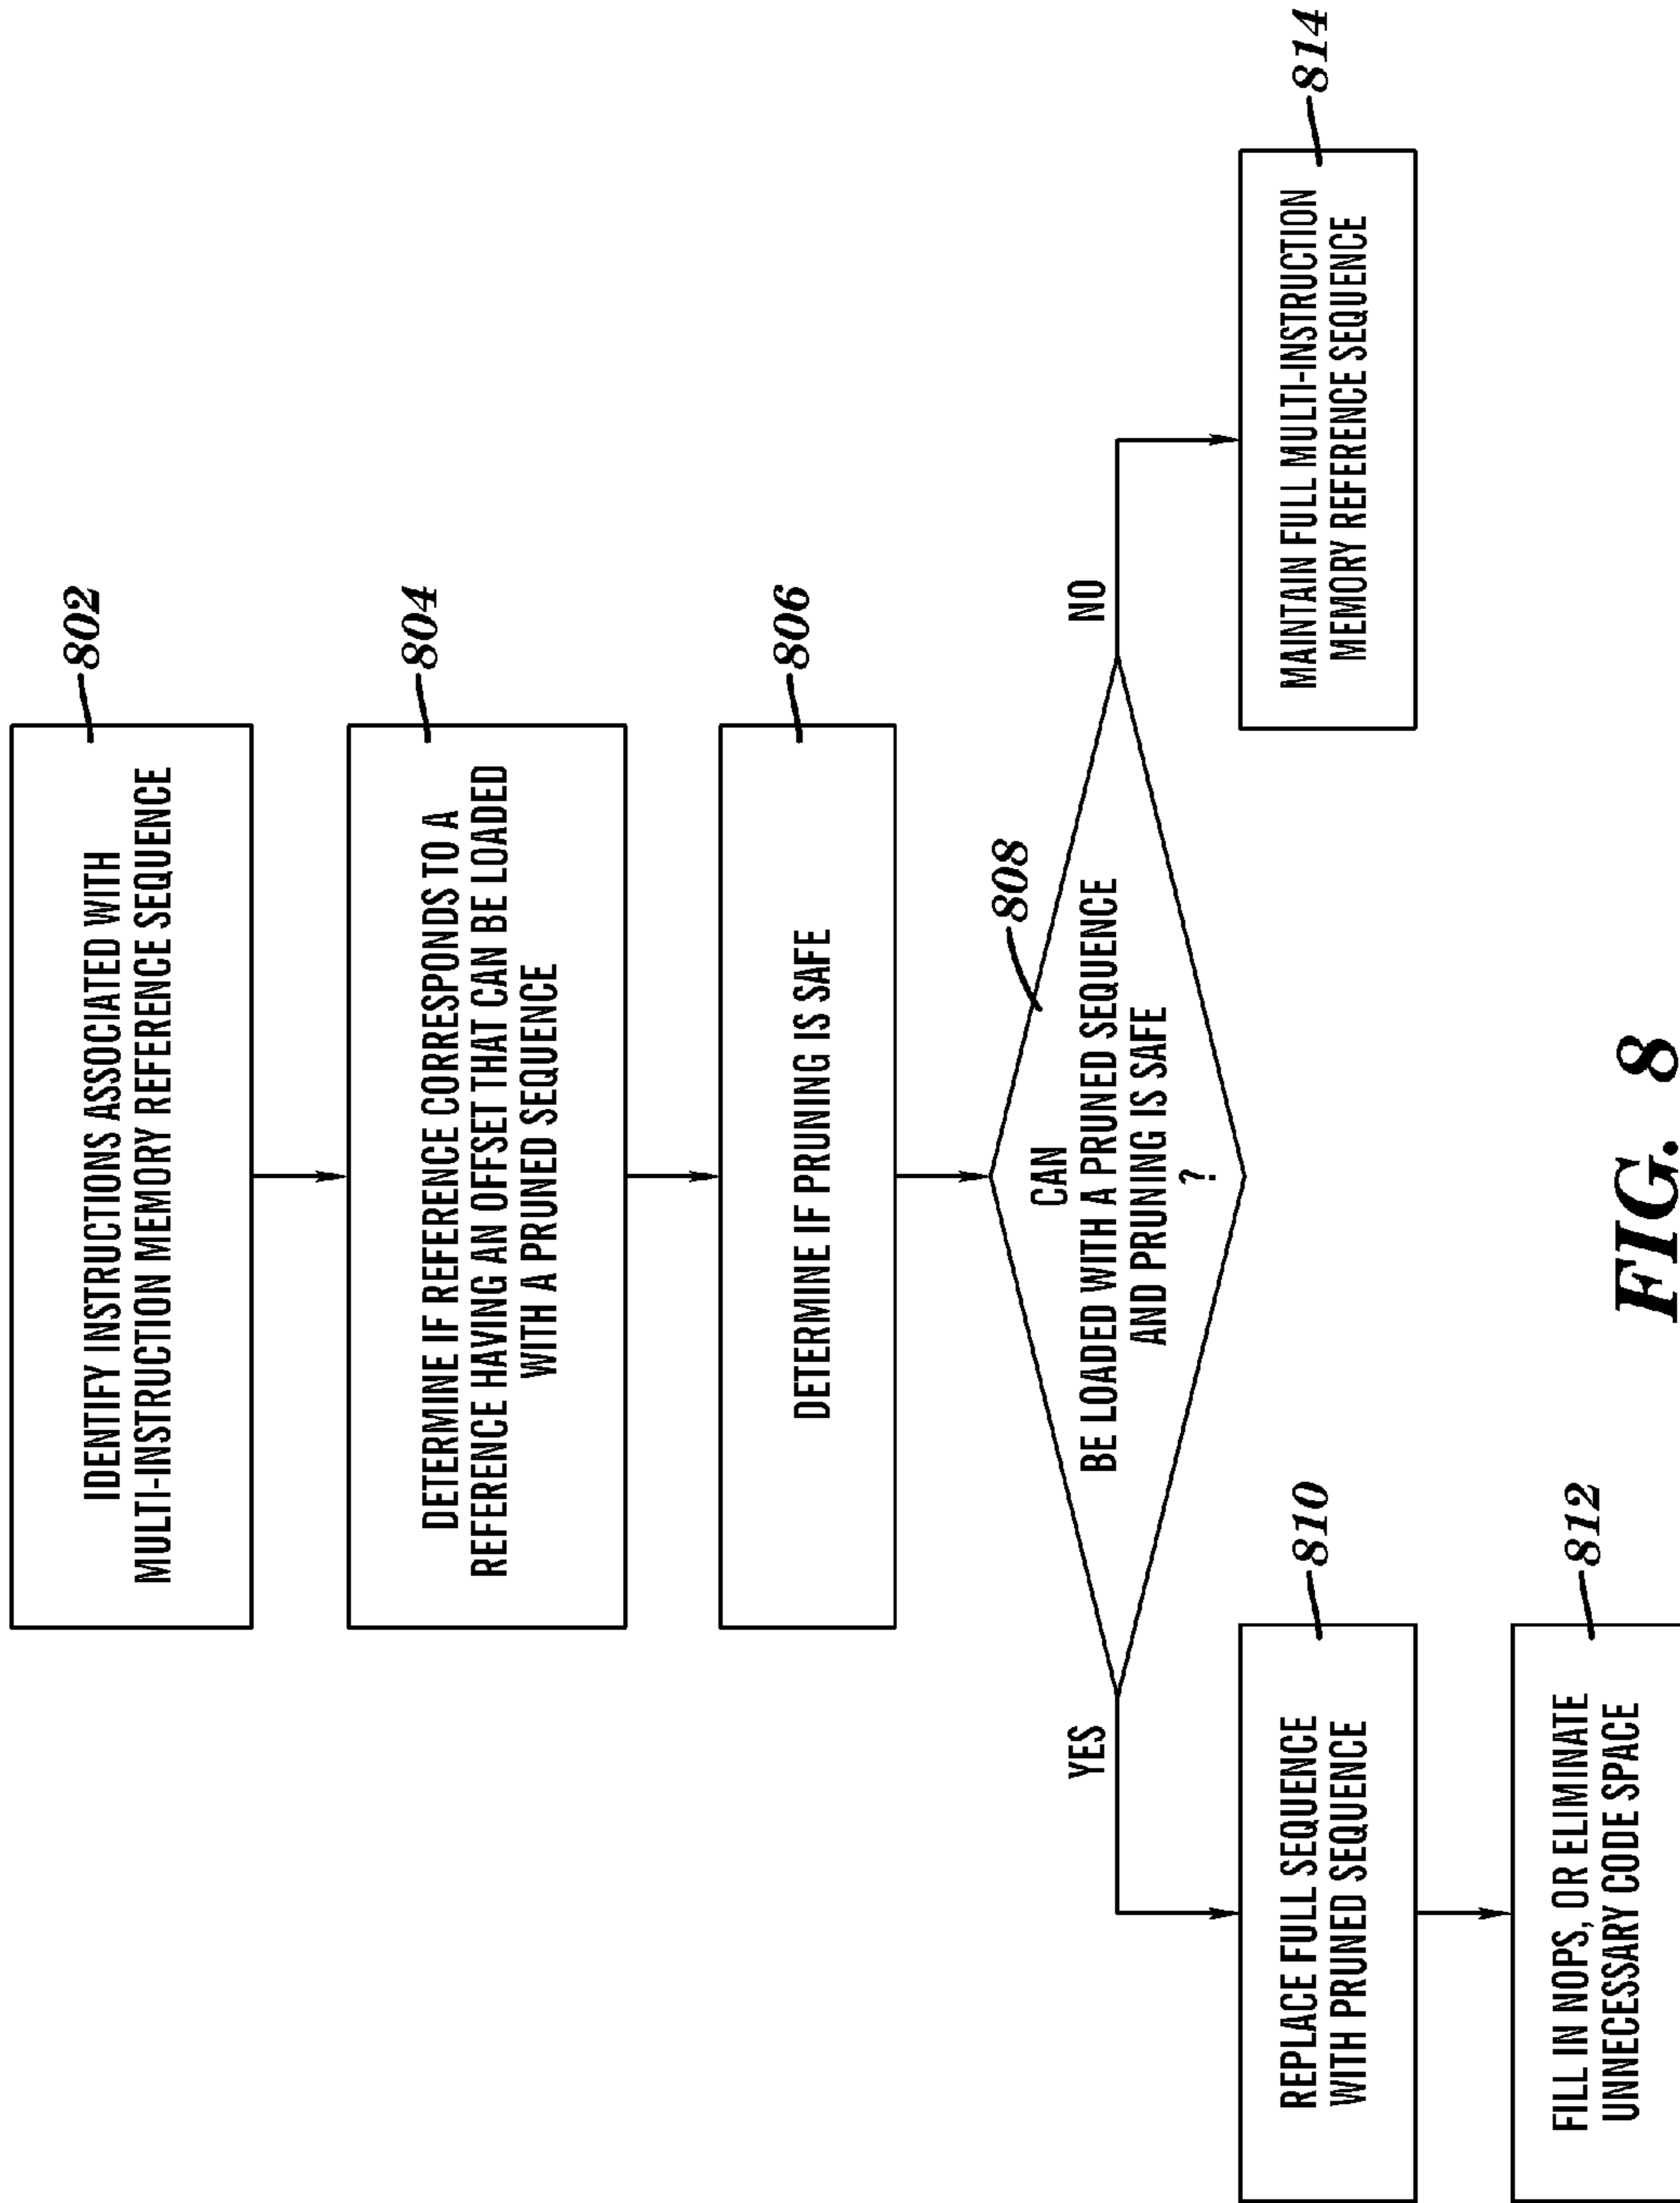 802
IDENTIFY INSTRUCTIONS ASSOCIATED WITH
MULTI-INSTRUCTION MEMORY REFERENCE SEQUENCE
804
DETERMINE IF REFERENCE CORRESPONDS TO A
REFERENCE HAVING AN OFFSET THAT CAN BE LOADED
WITH A PRUNED SEQUENCE
806
DETERMINE IF PRUNING IS SAFE
808
CAN
BE LOADED WITH A PRUNED SEQUENCE
AND PRUNING IS SAFE
?
YES
NO
810
REPLACE FULL SEQUENCE
WITH PRUNED SEQUENCE
814
MAINTAIN FULL MULTI-INSTRUCTION
MEMORY REFERENCE SEQUENCE
812
FILL IN NOPS, OR ELIMINATE
UNNECESSARY CODE SPACE
FIG. 8